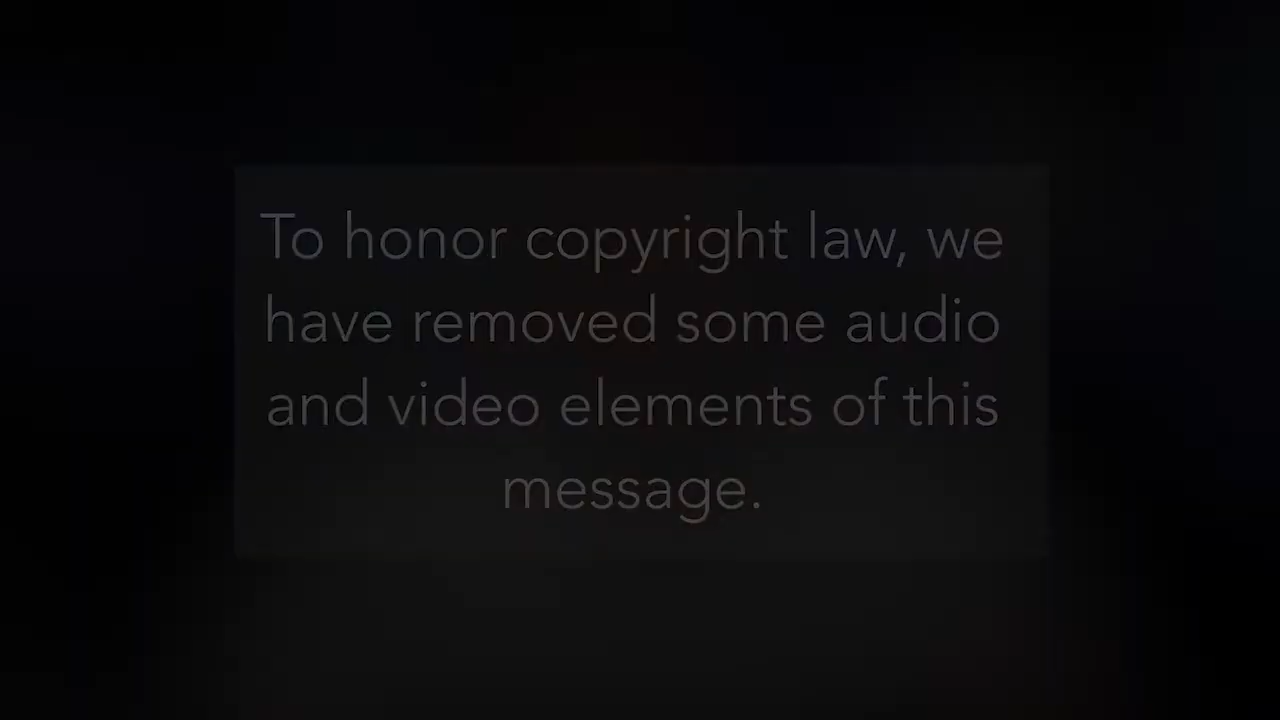 To honor copyright law, we
have removed some audio
and video elements of this
message.